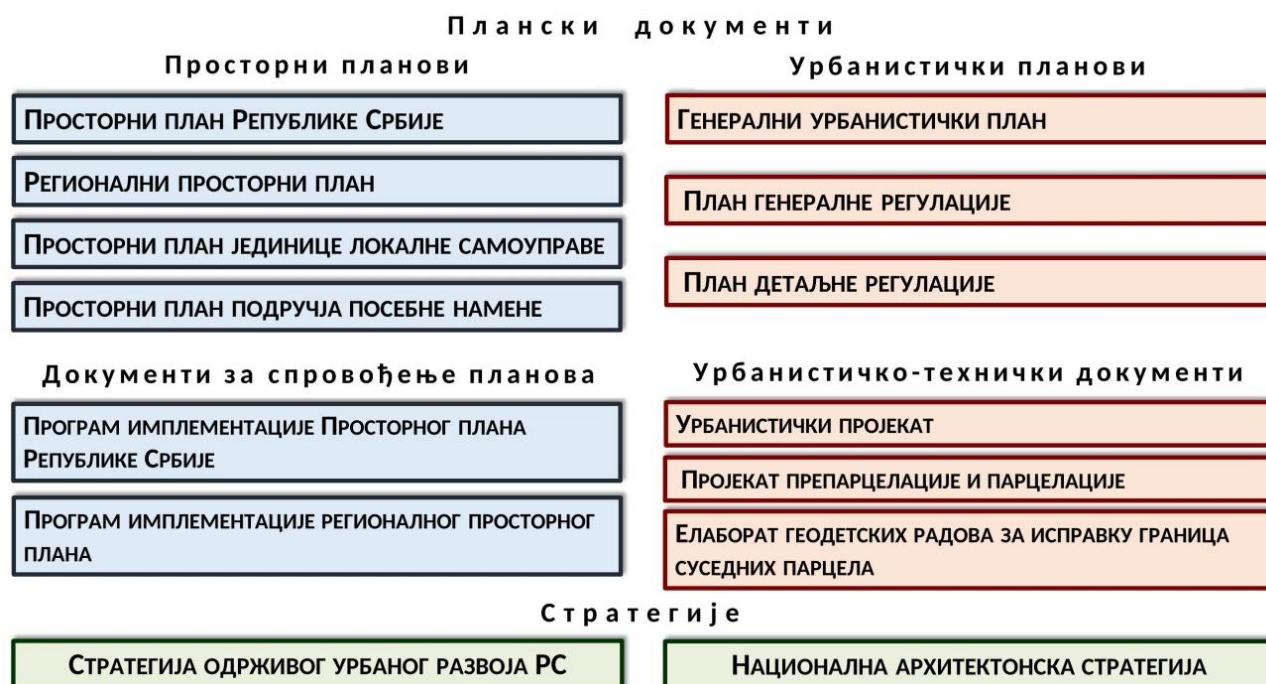 Плански документи
Просторни планови
ПРОСТОРНИ ПЛАН РЕПУБЛИКЕ СРБИЈЕ
РЕГИОНАЛНИ ПРОСТОРНИ ПЛАН
ПРОСТОРНИ ПЛАН ЈЕДИНИЦЕ ЛОКАЛНЕ САМОУПРАВЕ
ПРОСТОРНИ ПЛАН ПОДРУЧЈА ПОСЕБНЕ НАМЕНЕ
Урбанистички планови
ГЕНЕРАЛНИ УРБАНИСТИЧКИ ПЛАН
ПЛАН ГЕНЕРАЛНЕ РЕГУЛАЦИЈЕ
ПЛАН ДЕТАЉНЕ РЕГУЛАЦИЈЕ
Документи за спровођење планова
ПРОГРАМ ИМПЛЕМЕНТАЦИЈЕ ПРОСТОРНОГ ПЛАНА
РЕПУБЛИКЕ СРБИЈЕ
ПРОГРАМ ИМПЛЕМЕНТАЦИЈЕ РЕГИОНАЛНОГ ПРОСТОРНОГ
ПЛАНА
Урбанистичко-технички документи
УРБАНИСТИЧКИ ПРОЈЕКАТ
ПРОЈЕКАТ ПРЕПАРЦЕЛАЦИЈЕ И ПАРЦЕЛАЦИЈЕ
ЕЛАБОРАТ ГЕОДЕТСКИХ РАДОВА ЗА ИСПРАВКУ ГРАНИЦА
СУСЕДНИХ ПАРЦЕЛА
Стратегије
СТРАТЕГИЈА ОДРЖИВОГ УРБАНОГ РАЗВОЈА РС
НАЦИОНАЛНА АРХИТЕКТОНСКА СТРАТЕГИЈА